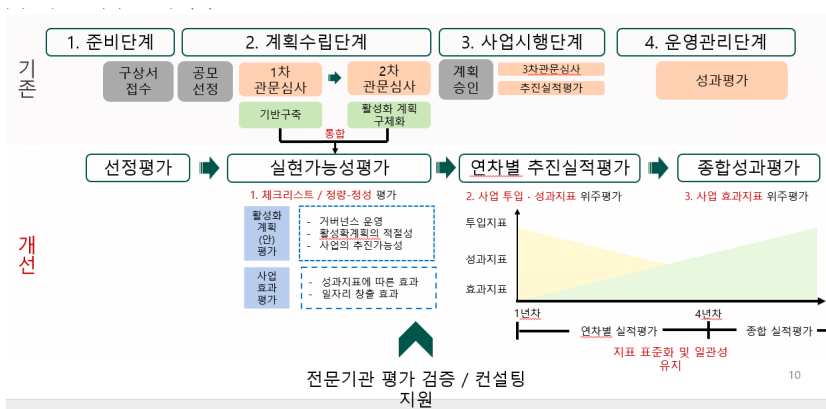 1. 준비단계
2. 계획수립단계
3. 사업시행단계
4. 운영관리단계
기존
구상서
접수
공모
선정
1차
관문심사
2차
관문심사
계획
승인
3차관문심사
추진실적평가
성과평가
기반구축
활성화 계획
구체화
통합
개선
선정평가
실현가능성평가
연차별 추진실적평가
종합성과평가
1. 체크리스트 / 정량-정성 평가
2. 사업 투입 · 성과지표 위주평가
3. 사업 효과지표 위주평가
활성화
계획
(안)
평가
- 거버넌스 운영
- 활성확계획의 적절성
- 사업의 추진가능성
사업
효과
평가
- 성과지표에 따른 효과
- 일자리 창출 효과
투입지표
성과지표
효과지표
1년차
4년차
연차별 실적평가
종합 실적평가
지표 표준화 및 일관성
유지
전문기관 평가 검증 / 컨설팅
지원
10